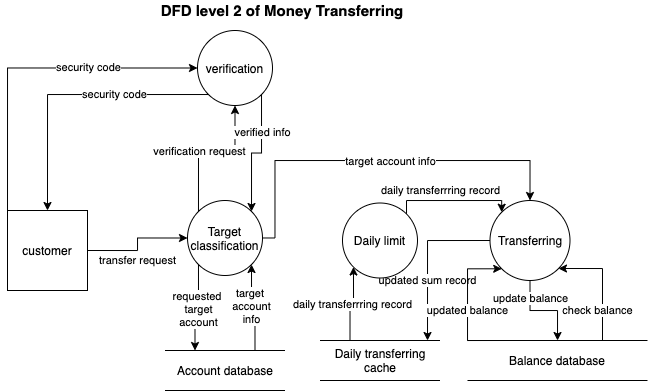 DFD level 2 of Money Transferring
security code
verification
security code
verified info
verification request
target account info
daily transferrring record
Target
classification
Daily limit
Transferring
customer
transfer request
updated sum record
requested
target
account
target
account
info
daily transferrring record
updated balance
update balance
check balance
Account database
Daily transferring
cache
Balance database